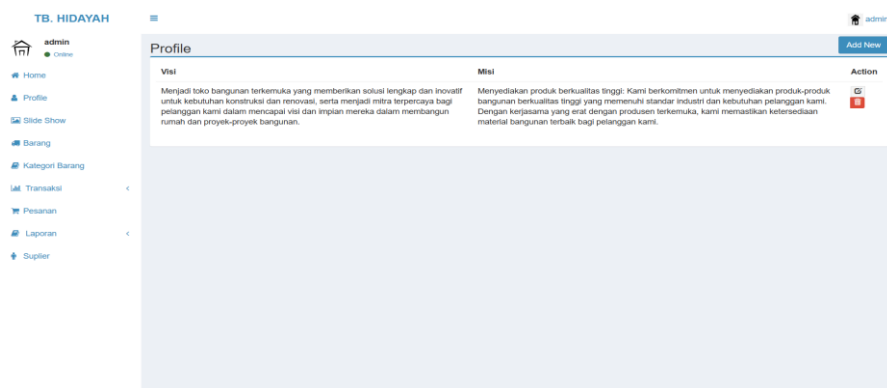 TB. HIDAYAH
admin
admin
Online
Profile
Add New
Home
Profile
Slide Show
Barang
Kategori Barang
Transaksi
Pesanan
Laporan
Suplier
Visi
Misi
Action
Menjadi toko bangunan terkemuka yang memberikan solusi lengkap dan inovatif
untuk kebutuhan konstruksi dan renovasi, serta menjadi mitra terpercaya bagi
pelanggan kami dalam mencapai visi dan impian mereka dalam membangun
rumah dan proyek-proyek bangunan.
Menyediakan produk berkualitas tinggi: Kami berkomitmen untuk menyediakan produk-produk
bangunan berkualitas tinggi yang memenuhi standar industri dan kebutuhan pelanggan kami.
Dengan kerjasama yang erat dengan produsen terkemuka, kami memastikan ketersediaan
material bangunan terbaik bagi pelanggan kami.